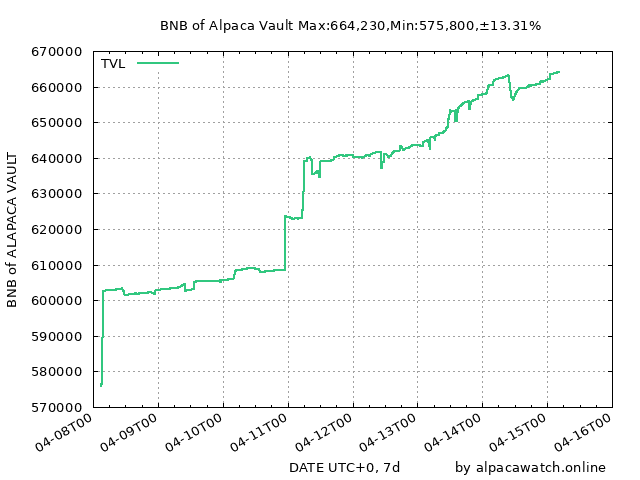 BNB of Alpaca Vault Max:664,230,Min:575,800,±13.31%
670000
TVL
660000
650000
640000
630000
620000
610000
600000
590000
580000
570000
BNB of ALAPACA VAULT
04-08T00
04-09T00
04-10T00
04-11T00
04-12T00
04-13T00
04-14T00
04-15T00
04-16T00
DATE UTC+0, 7d
by alpacawatch.online